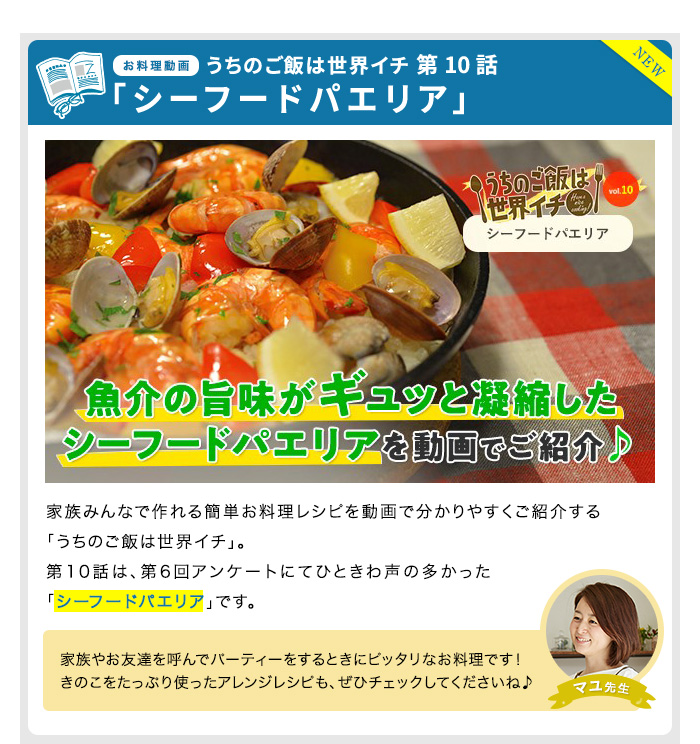 お料理動画 うちのご飯は世界イチ 第10話
NEW
「シーフードパエリア」
うちのご飯は
世界イチ
vol.10
シーフードパエリア
魚介の旨味がギュッと凝縮した
シーフードパエリアを動画でご紹介♪
家族みんなで作れる簡単お料理レシピを動画で分かりやすくご紹介する
「うちのご飯は世界イチ」。
第10話は、第6回アンケートにてひときわ声の多かった
「シーフードパエリア」です。
家族やお友達を呼んでパーティーをするときにピッタリなお料理です!
きのこをたっぷり使ったアレンジレシピも、ぜひチェックしてくださいね♪
マユ先生